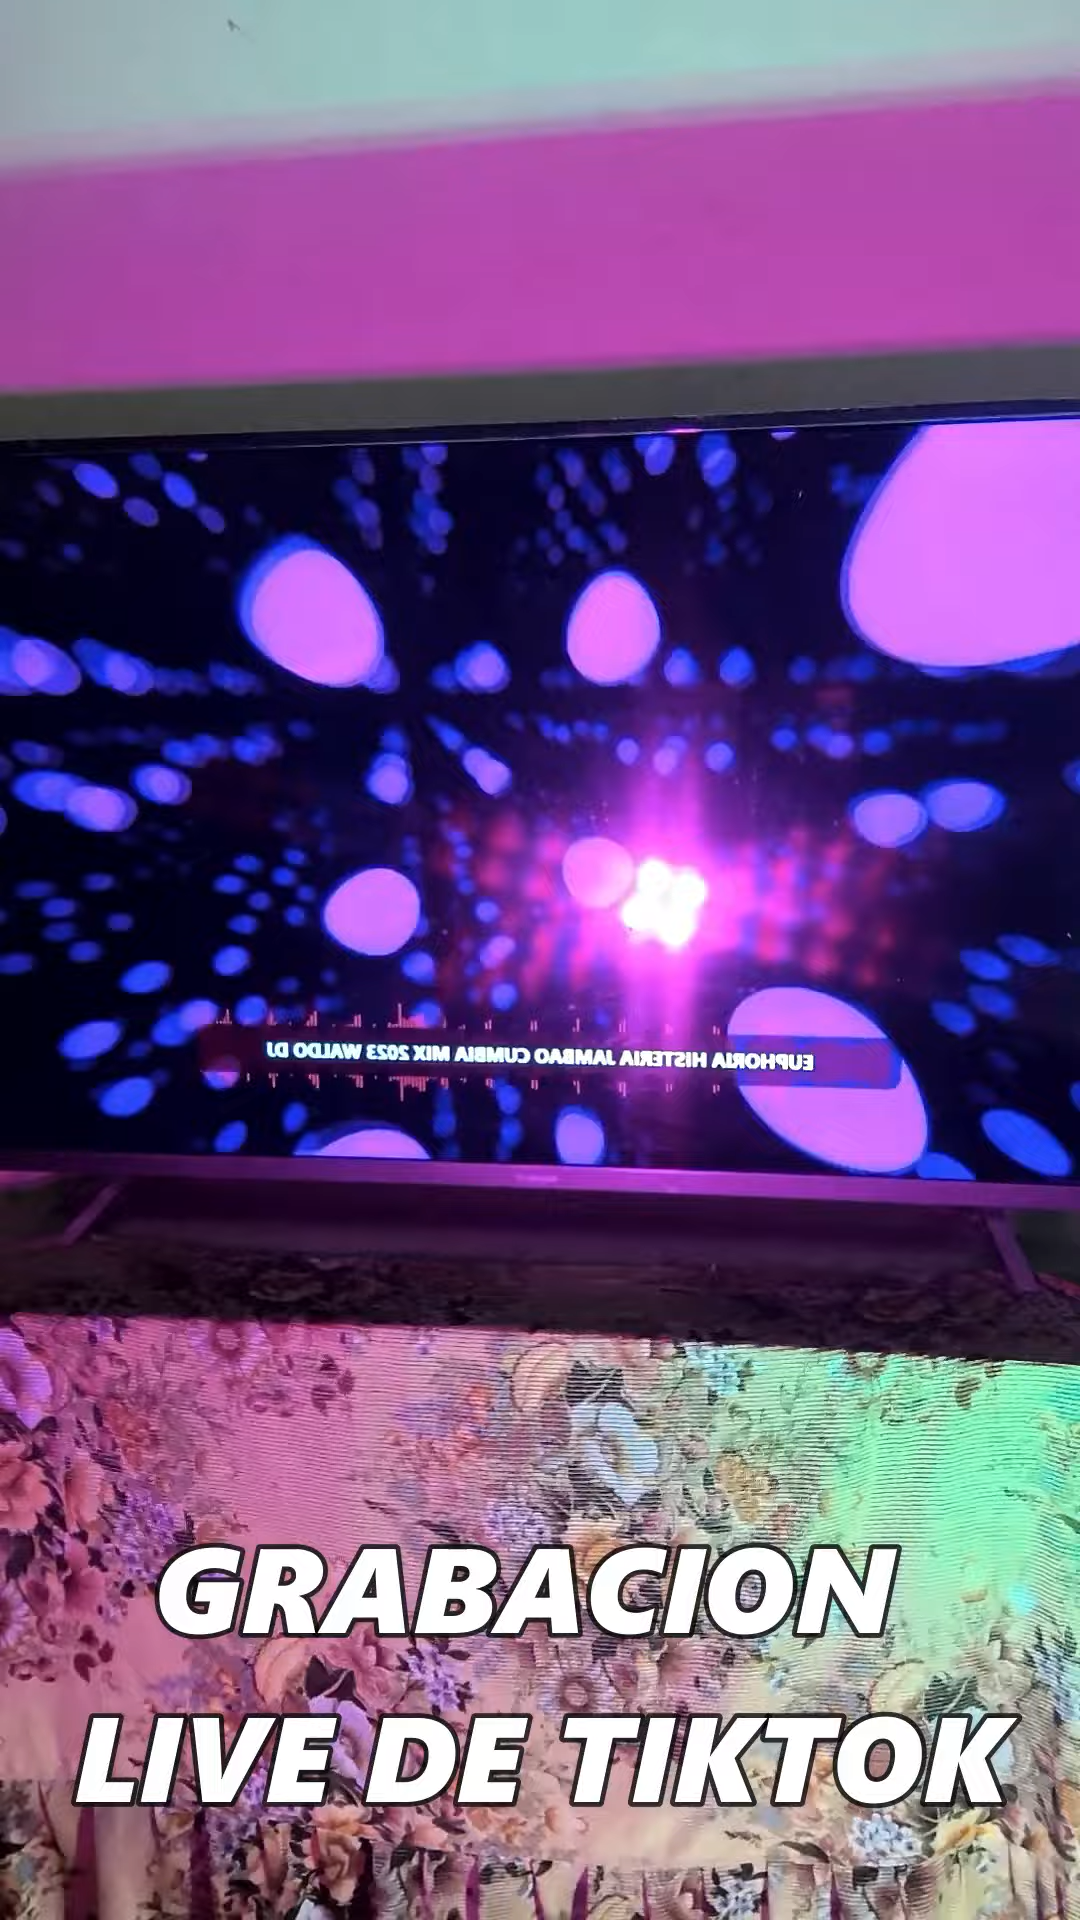 EUPHORIA HISTERIA JAMBAO CUMBIA MIX 2023 WALDO DJ
GRABACION
LIVE DE TIKTOK